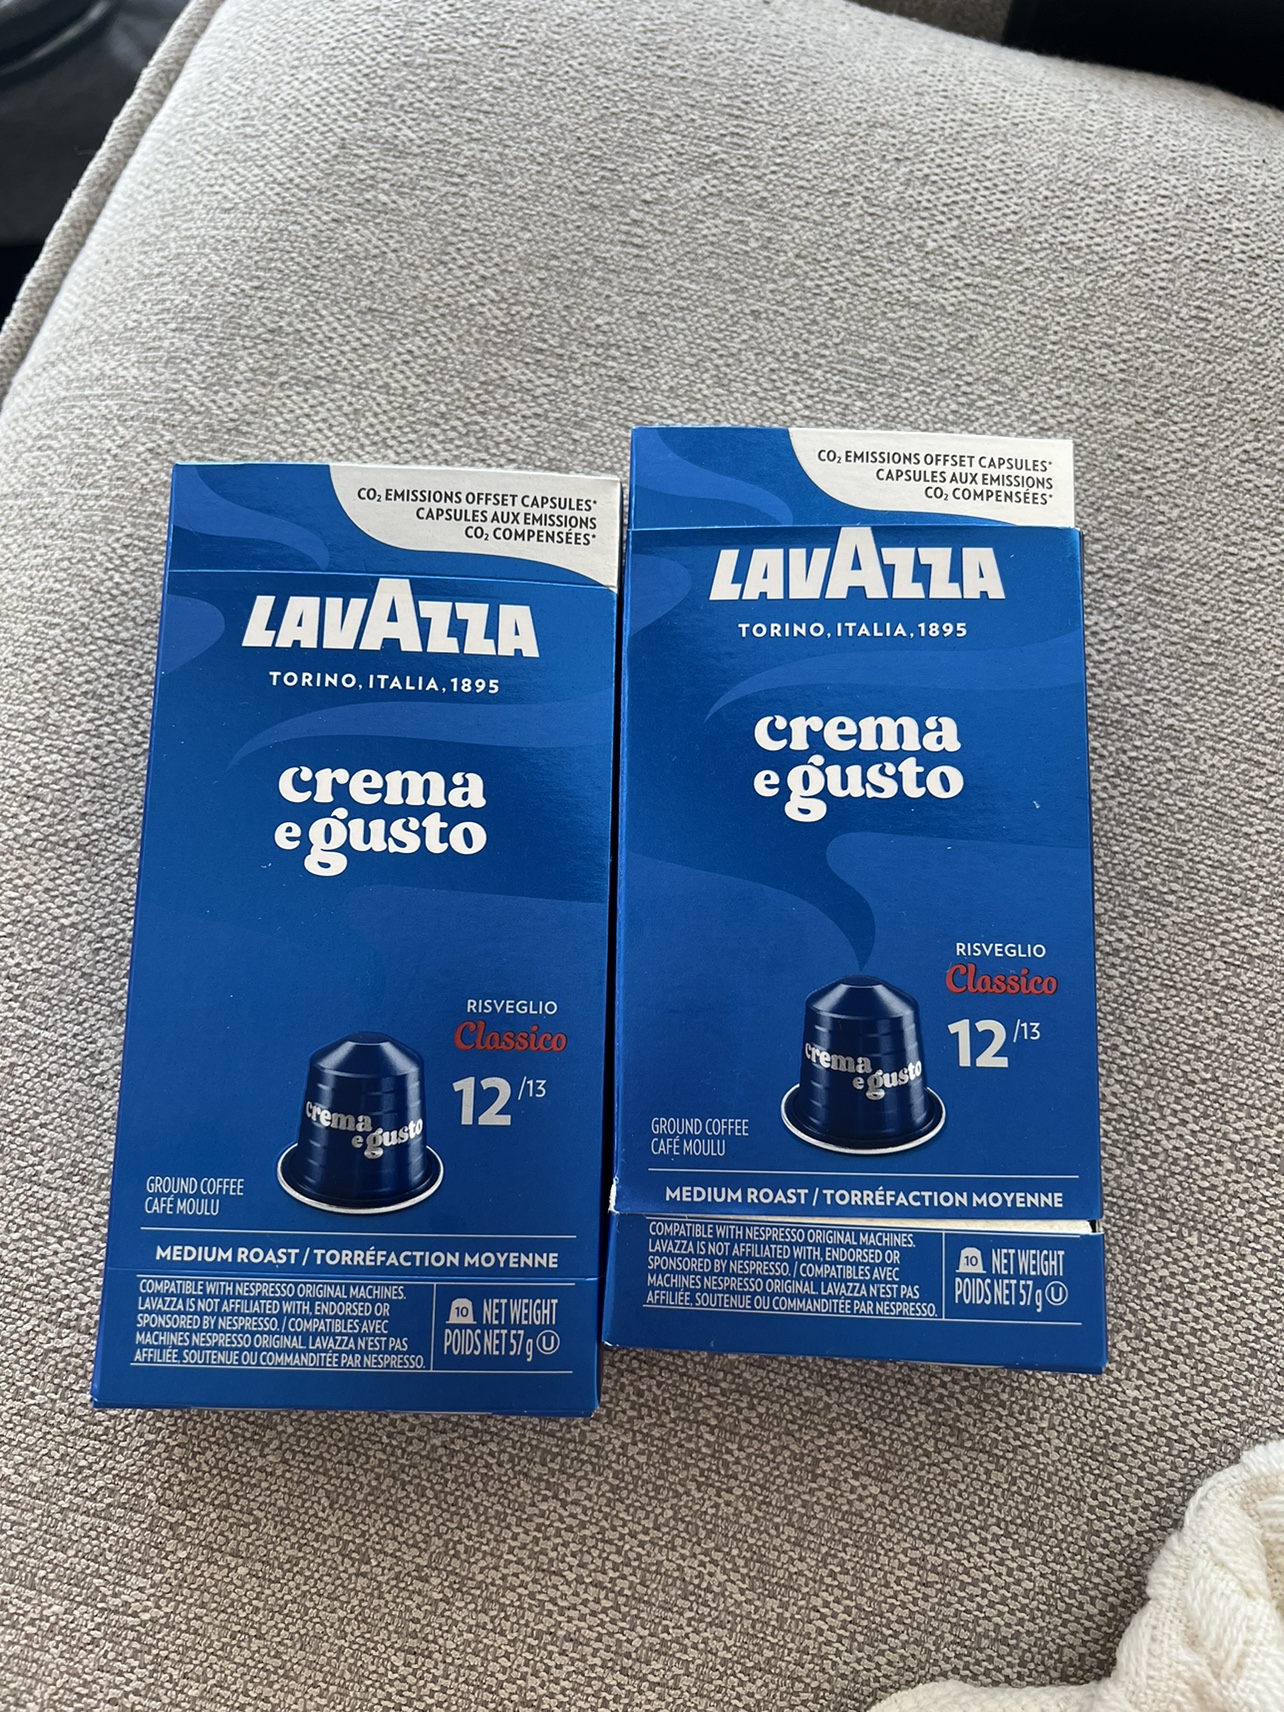 CO₂ EMISSIONS OFFSET CAPSULES*
CAPSULES AUX EMISSIONS
CO₂ COMPENSÉES*
LAVAZZA
TORINO, ITALIA, 1895
crema
e gusto
RISVEGLIO
Classico
12/13
crema
e gusto
GROUND COFFEE
CAFÉ MOULU
MEDIUM ROAST / TORRÉFACTION MOYENNE
COMPATIBLE WITH NESPRESSO ORIGINAL MACHINES.
LAVAZZA IS NOT AFFILIATED WITH, ENDORSED OR
SPONSORED BY NESPRESSO. / COMPATIBLES AVEC
MACHINES NESPRESSO ORIGINAL. LAVAZZA N'EST PAS
AFFILIÉE, SOUTENUE OU COMMANDITÉE PAR NESPRESSO.
10 NET WEIGHT
POIDS NET 57 g U
CO₂ EMISSIONS OFFSET CAPSULES*
CAPSULES AUX EMISSIONS
CO₂ COMPENSÉES*
LAVAZZA
TORINO, ITALIA, 1895
crema
e gusto
RISVEGLIO
Classico
12/13
crema
e gusto
GROUND COFFEE
CAFÉ MOULU
MEDIUM ROAST / TORRÉFACTION MOYENNE
COMPATIBLE WITH NESPRESSO ORIGINAL MACHINES.
LAVAZZA IS NOT AFFILIATED WITH, ENDORSED OR
SPONSORED BY NESPRESSO. / COMPATIBLES AVEC
MACHINES NESPRESSO ORIGINAL. LAVAZZA N'EST PAS
AFFILIÉE, SOUTENUE OU COMMANDITÉE PAR NESPRESSO.
10 NET WEIGHT
POIDS NET 57 g U